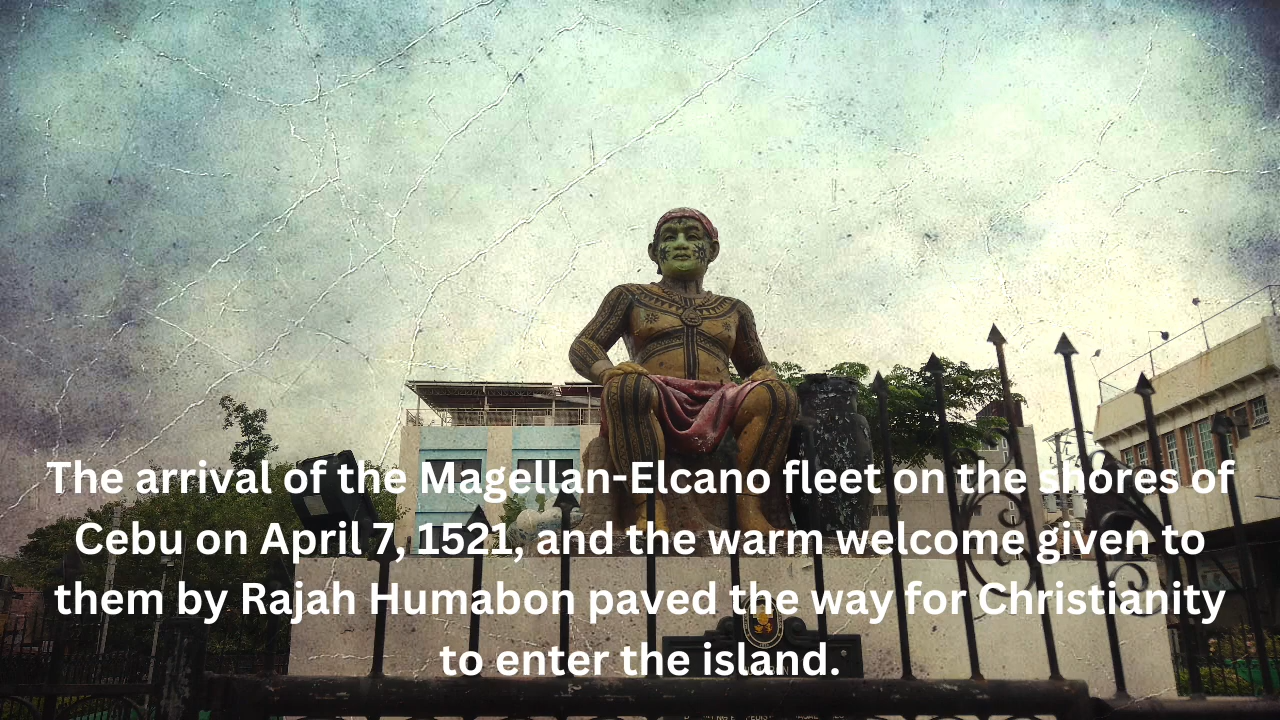 The arrival of the Magellan-Elcano fleet on the shores of
Cebu on April 7, 1521, and the warm welcome given to
them by Rajah Humabon paved the way for Christianity
to enter the island.